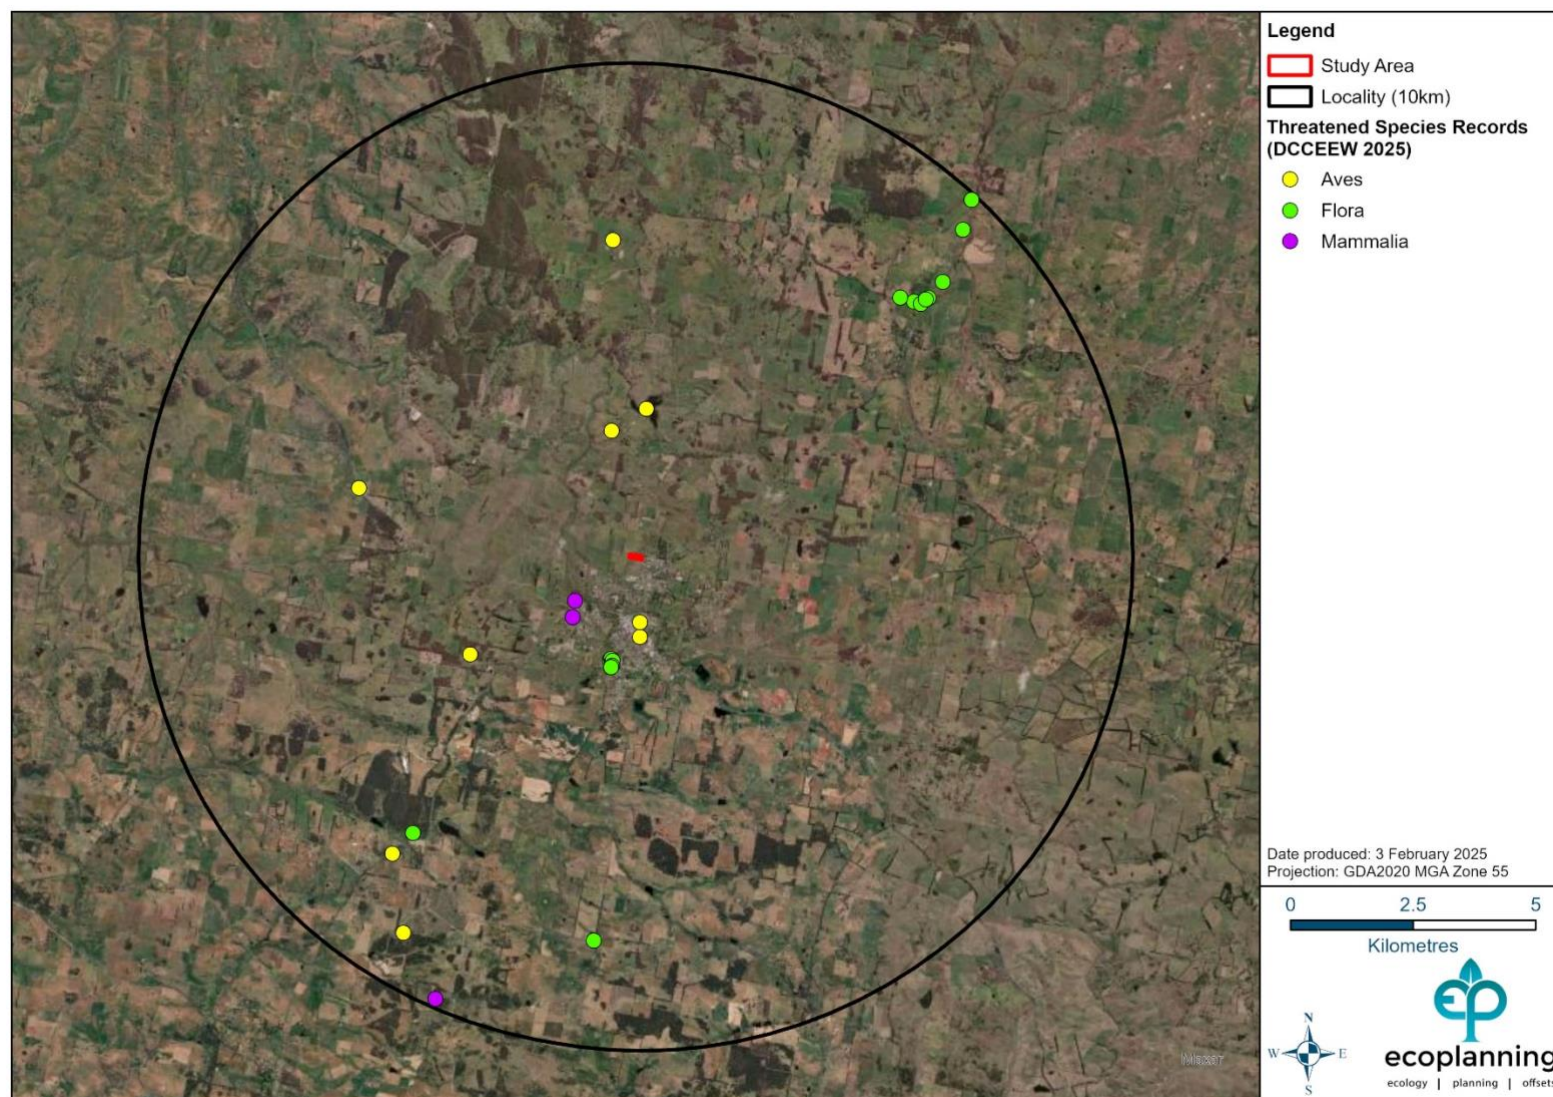 Legend
Study Area
Locality (10km)
Threatened Species Records
(DCCEEW 2025)
Aves
Flora
Mammalia
Date produced: 3 February 2025
Projection: GDA2020 MGA Zone 55
0 2.5 5
Kilometres
N
W E
S
ecoplanning
ecology | planning | offsets
Maxar